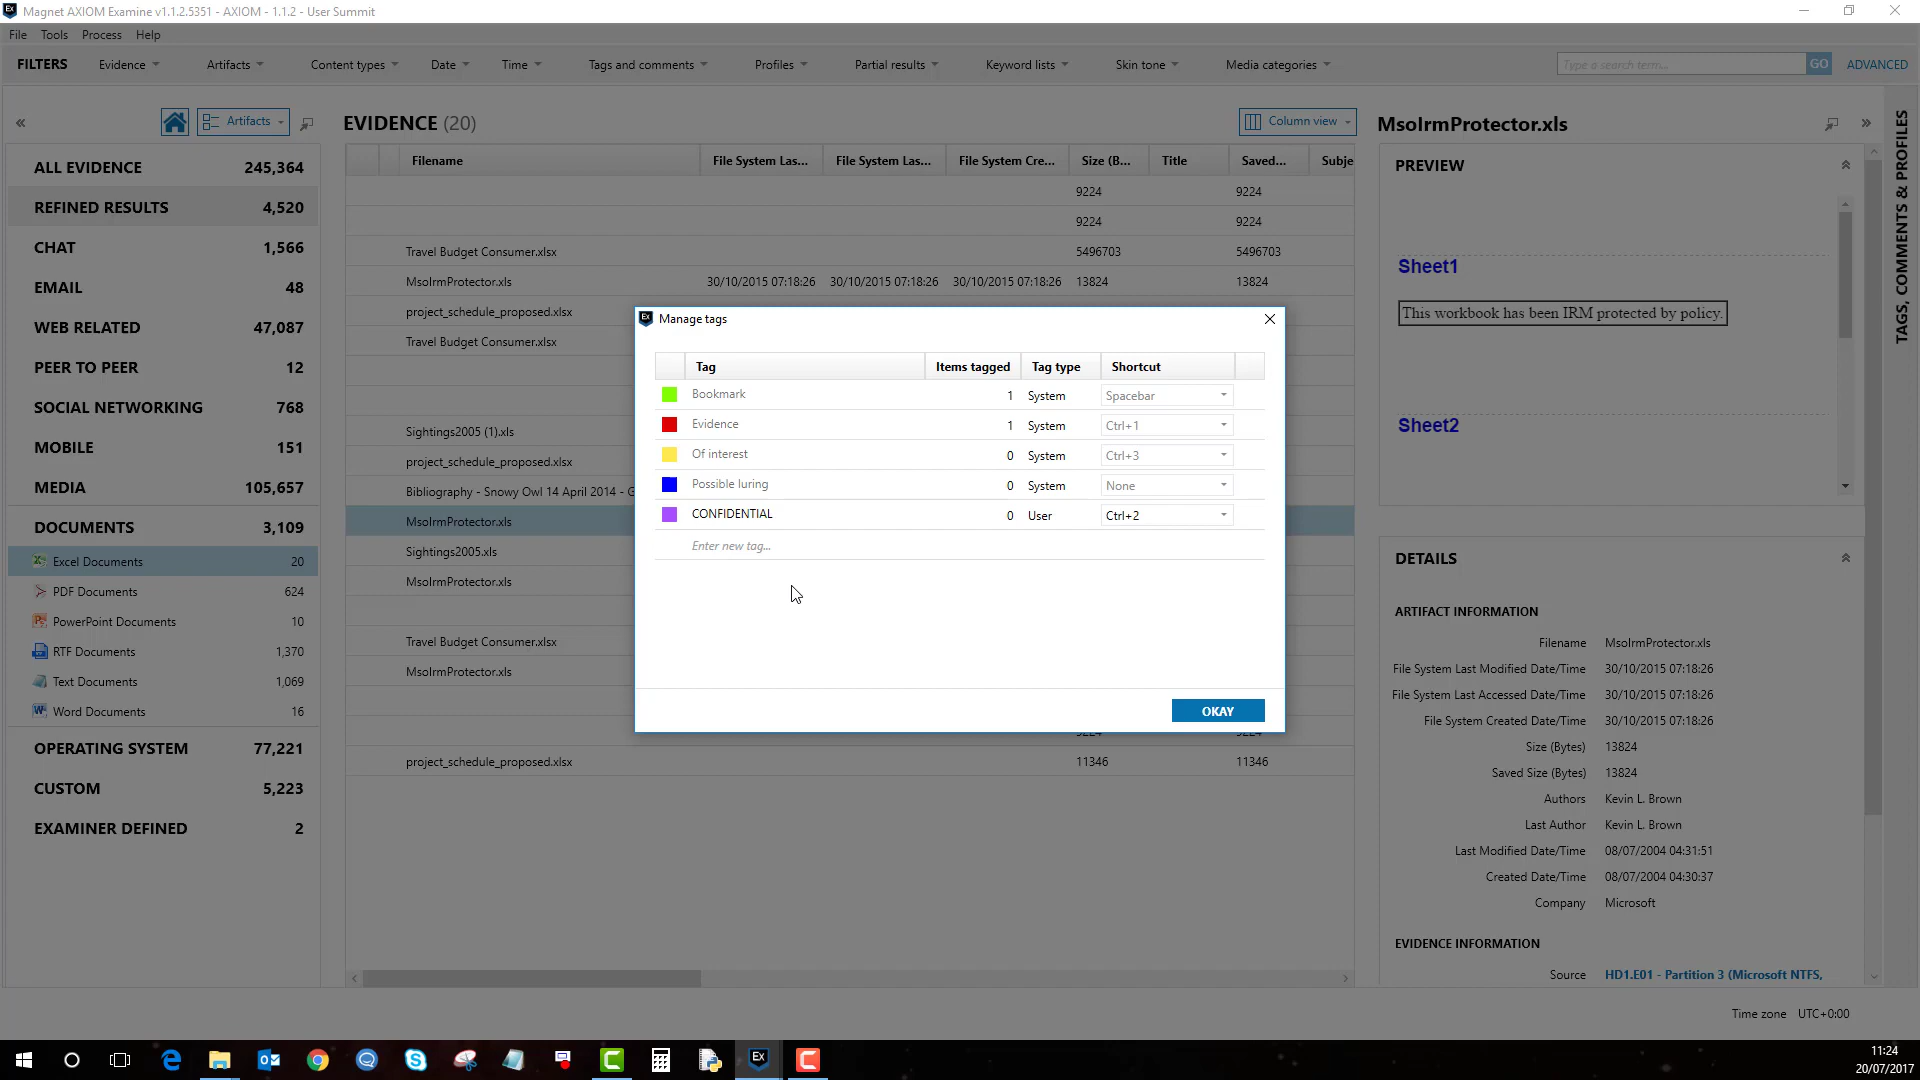 Magnet AXIOM Examine v1.1.2.5351 - AXIOM - 1.1.2 - User Summit
File Tools Process Help
FILTERS Evidence Artifacts Content types Date Time Tags and comments Profiles Partial results Keyword lists Skin tone Media categories Type a search term... GO ADVANCED
Artifacts
EVIDENCE (20)
Column view
MsoIrmProtector.xls
TAGS, COMMENTS & PROFILES
ALL EVIDENCE 245,364
REFINED RESULTS 4,520
CHAT 1,566
EMAIL 48
WEB RELATED 47,087
PEER TO PEER 12
SOCIAL NETWORKING 768
MOBILE 151
MEDIA 105,657
DOCUMENTS 3,109
Excel Documents 20
PDF Documents 624
PowerPoint Documents 10
RTF Documents 1,370
Text Documents 1,069
Word Documents 16
OPERATING SYSTEM 77,221
CUSTOM 5,223
EXAMINER DEFINED 2
Filename File System Las... File System Las... File System Cre... Size (B... Title Saved... Subje
9224 9224
9224 9224
Travel Budget Consumer.xlsx 5496703 5496703
MsoIrmProtector.xls 30/10/2015 07:18:26 30/10/2015 07:18:26 30/10/2015 07:18:26 13824 13824
project_schedule_proposed.xlsx
Travel Budget Consumer.xlsx
Sightings2005 (1).xls
project_schedule_proposed.xlsx
Bibliography - Snowy Owl 14 April 2014 - G
MsoIrmProtector.xls
Sightings2005.xls
MsoIrmProtector.xls
Travel Budget Consumer.xlsx
MsoIrmProtector.xls
9224 9224
project_schedule_proposed.xlsx 11346 11346
Manage tags
Tag Items tagged Tag type Shortcut
Bookmark 1 System Spacebar
Evidence 1 System Ctrl+1
Of interest 0 System Ctrl+3
Possible luring 0 System None
CONFIDENTIAL 0 User Ctrl+2
Enter new tag...
OKAY
PREVIEW
Sheet1
This workbook has been IRM protected by policy.
Sheet2
DETAILS
ARTIFACT INFORMATION
Filename MsoIrmProtector.xls
File System Last Modified Date/Time 30/10/2015 07:18:26
File System Last Accessed Date/Time 30/10/2015 07:18:26
File System Created Date/Time 30/10/2015 07:18:26
Size (Bytes) 13824
Saved Size (Bytes) 13824
Authors Kevin L. Brown
Last Author Kevin L. Brown
Last Modified Date/Time 08/07/2004 04:31:51
Created Date/Time 08/07/2004 04:30:37
Company Microsoft
EVIDENCE INFORMATION
Source HD1.E01 - Partition 3 (Microsoft NTFS,
Time zone UTC+0:00
Ex
11:24
20/07/2017